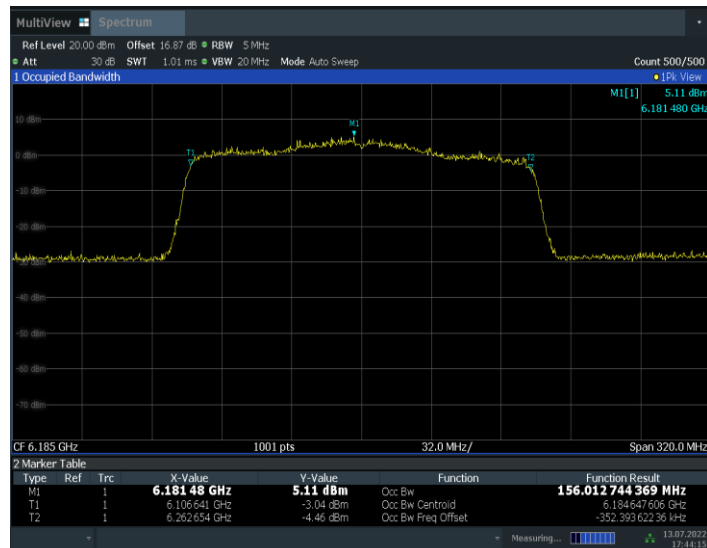 MultiView Spectrum
Ref Level 20.00 dBm Offset 16.87 dB RBW 5 MHz
Att 30 dB SWT 1.01 ms VBW 20 MHz Mode Auto Sweep Count 500/500
1 Occupied Bandwidth 1Pk View
M1[1] 5.11 dBm
6.181 480 GHz
10 dBm
M1
0 dBm
T1
T2
-10 dBm
-20 dBm
-30 dBm
-40 dBm
-50 dBm
-60 dBm
-70 dBm
CF 6.185 GHz 1001 pts 32.0 MHz/ Span 320.0 MHz
2 Marker Table
Type Ref Trc X-Value Y-Value Function Function Result
M1 1 6.181 48 GHz 5.11 dBm Occ Bw 156.012 744 369 MHz
T1 1 6.106 641 GHz -3.04 dBm Occ Bw Centroid 6.184 647 606 GHz
T2 1 6.262 654 GHz -4.46 dBm Occ Bw Freq Offset -352.393 622 36 kHz
Measuring... 13.07.2022
17:44:15